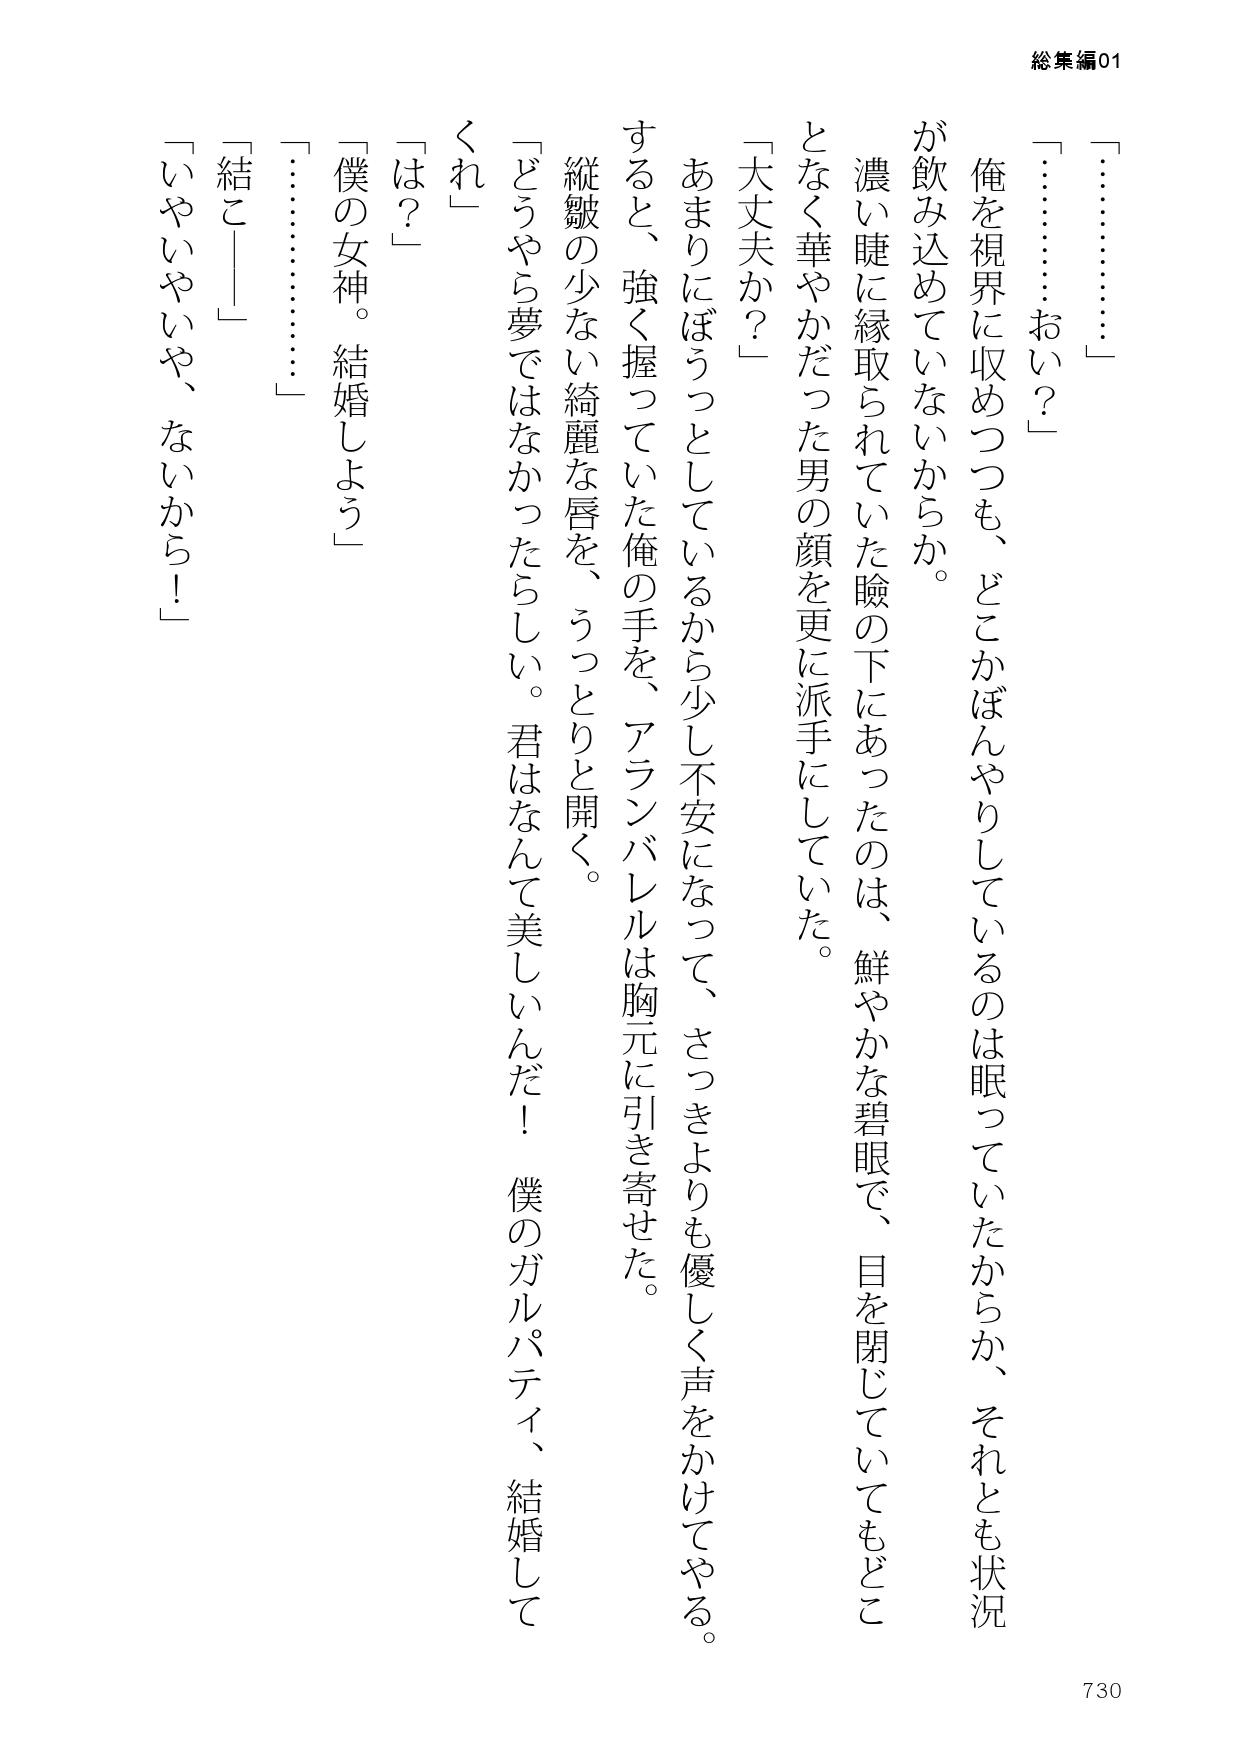 総集編01
「……………」
「…………おい？」
　俺を視界に収めつつも、どこかぼんやりしているのは眠っていたからか、それとも状況
が飲み込めていないからか。
　濃い睫に縁取られていた瞼の下にあったのは、鮮やかな碧眼で、目を閉じていてもどこ
となく華やかだった男の顔を更に派手にしていた。
「大丈夫か？」
　あまりにぼうっとしているから少し不安になって、さっきよりも優しく声をかけてやる。
すると、強く握っていた俺の手を、アランバレルは胸元に引き寄せた。
　縦皺の少ない綺麗な唇を、うっとりと開く。
「どうやら夢ではなかったらしい。君はなんて美しいんだ！　僕のガルパティ、結婚して
くれ」
「は？」
「僕の女神。結婚しよう」
「………………」
「結こ――」
「いやいやいや、ないから！」
730